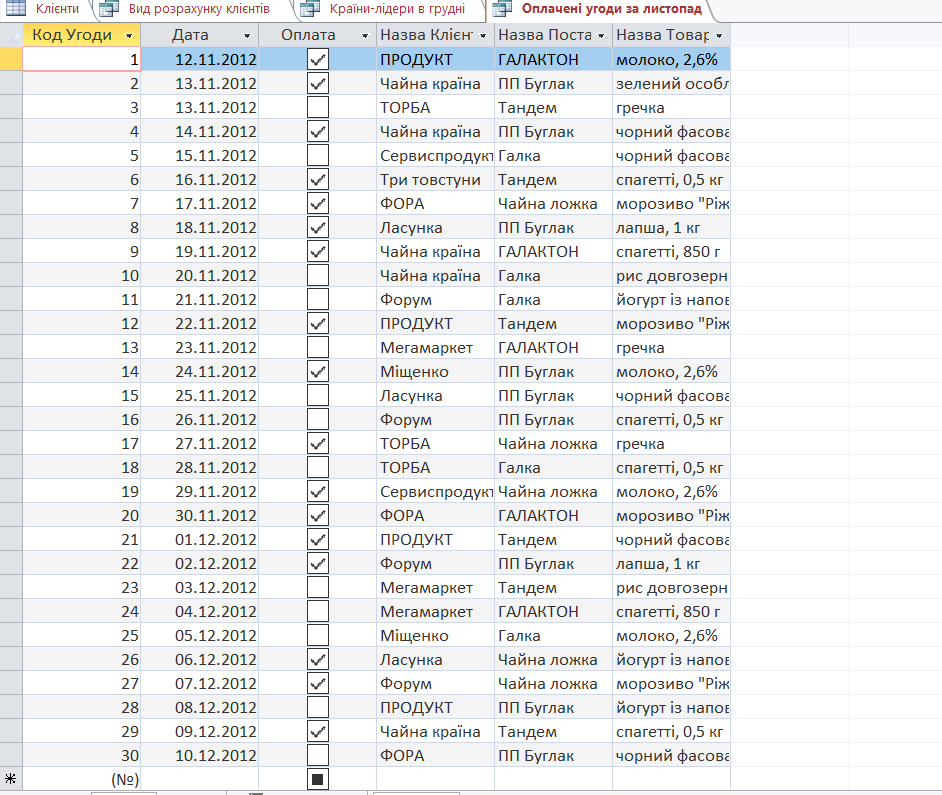 Клієнти Вид розрахунку клієнтів Країни-лідери в грудні Оплачені угоди за листопад
Код Угоди Дата Оплата Назва Клієн Назва Поста Назва Товар
1 12.11.2012 ПРОДУКТ ГАЛАКТОН молоко, 2,6%
2 13.11.2012 Чайна країна ПП Буглак зелений особл
3 13.11.2012 ТОРБА Тандем гречка
4 14.11.2012 Чайна країна ПП Буглак чорний фасова
5 15.11.2012 Сервиспродукт Галка чорний фасова
6 16.11.2012 Три товстуни Тандем спагетті, 0,5 кг
7 17.11.2012 ФОРА Чайна ложка морозиво "Ріж
8 18.11.2012 Ласунка ПП Буглак лапша, 1 кг
9 19.11.2012 Чайна країна ГАЛАКТОН спагетті, 850 г
10 20.11.2012 Чайна країна Галка рис довгозерн
11 21.11.2012 Форум Галка йогурт із напов
12 22.11.2012 ПРОДУКТ Тандем морозиво "Ріж
13 23.11.2012 Мегамаркет ГАЛАКТОН гречка
14 24.11.2012 Міщенко ПП Буглак молоко, 2,6%
15 25.11.2012 Ласунка ПП Буглак чорний фасова
16 26.11.2012 Форум ПП Буглак спагетті, 0,5 кг
17 27.11.2012 ТОРБА Чайна ложка гречка
18 28.11.2012 ТОРБА Галка спагетті, 0,5 кг
19 29.11.2012 Сервиспродукт Чайна ложка молоко, 2,6%
20 30.11.2012 ФОРА ГАЛАКТОН морозиво "Ріж
21 01.12.2012 ПРОДУКТ Тандем чорний фасова
22 02.12.2012 Форум ПП Буглак лапша, 1 кг
23 03.12.2012 Мегамаркет Тандем рис довгозерн
24 04.12.2012 Мегамаркет ГАЛАКТОН спагетті, 850 г
25 05.12.2012 Міщенко Галка молоко, 2,6%
26 06.12.2012 Ласунка Чайна ложка йогурт із напов
27 07.12.2012 Форум Чайна ложка морозиво "Ріж
28 08.12.2012 ПРОДУКТ ПП Буглак йогурт із напов
29 09.12.2012 Чайна країна Тандем спагетті, 0,5 кг
30 10.12.2012 ФОРА ПП Буглак чорний фасова
(№)